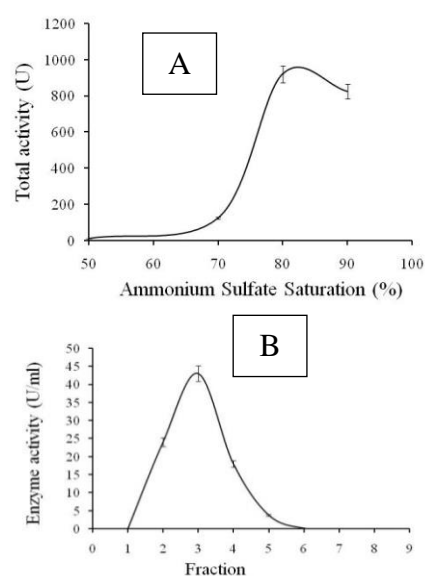 A
1200
1000
800
600
400
200
0
Total activity (U)
50 60 70 80 90 100
Ammonium Sulfate Saturation (%)
B
50
45
40
35
30
25
20
15
10
5
0
Enzyme activity (U/ml)
0 1 2 3 4 5 6 7 8 9
Fraction